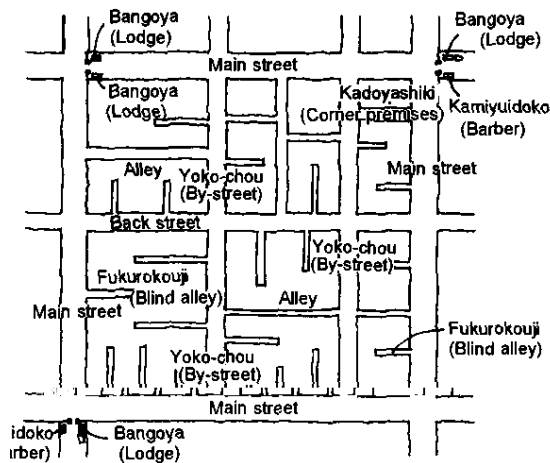 Bangoya
(Lodge)
Bangoya
(Lodge)
Main street
Bangoya
(Lodge)
Kadoyashiki
(Corner premises)
Kamiyuidoko
(Barber)
Alley
Yoko-chou
(By-street)
Main street
Back street
Yoko-chou
(By-street)
Fukurokouji
(Blind alley)
Main street
Alley
Fukurokouji
(Blind alley)
Yoko-chou
(By-street)
Main street
idoko
arber)
Bangoya
(Lodge)